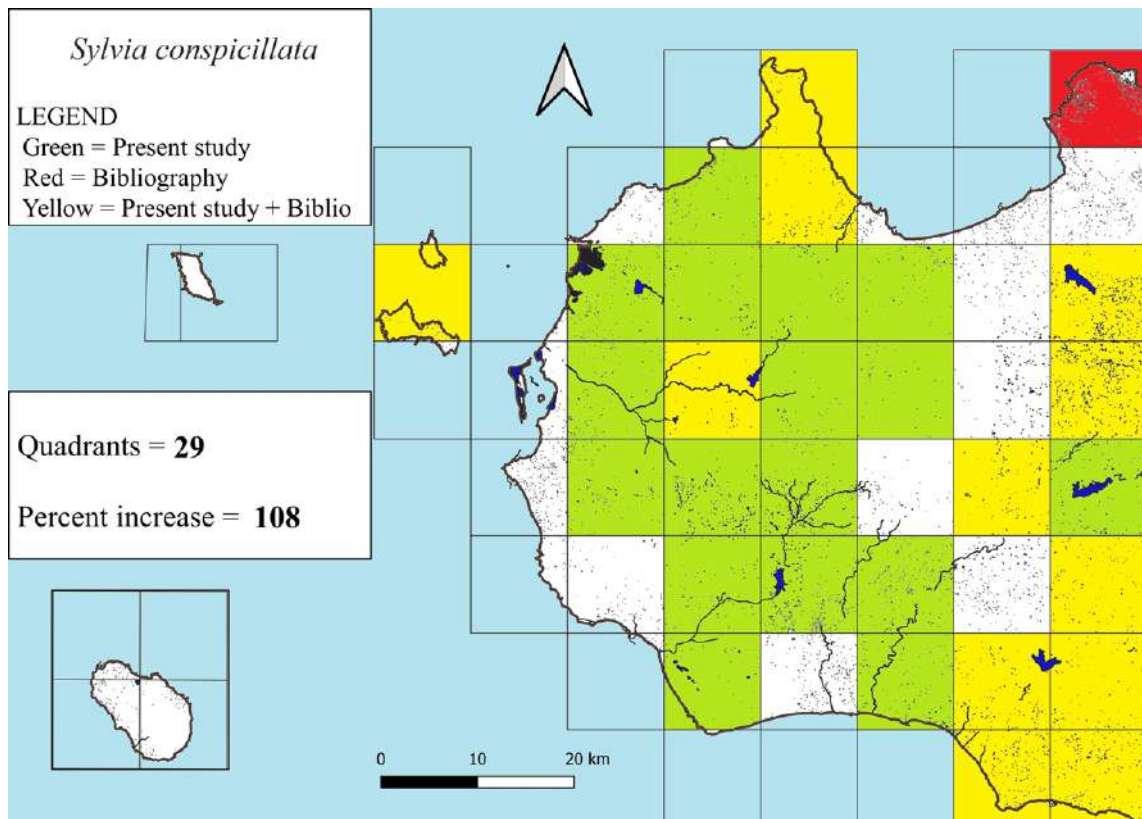 Sylvia conspicillata
LEGEND
Green = Present study
Red = Bibliography
Yellow = Present study + Biblio
Quadrants = 29
Percent increase = 108
0 10 20 km